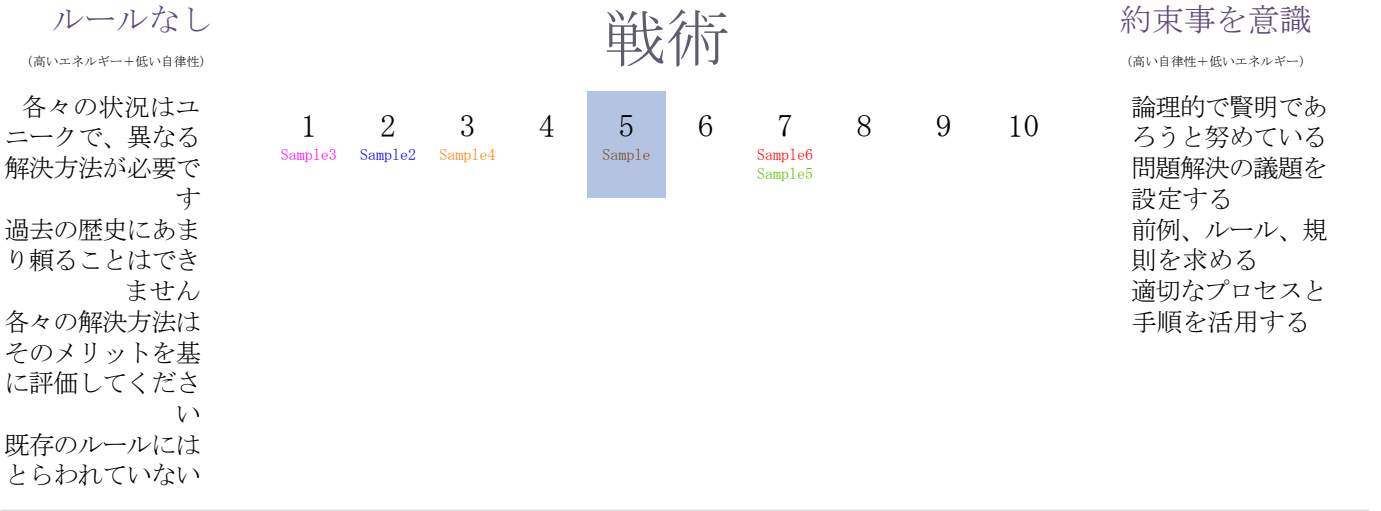 ルールなし
(高いエネルギー＋低い自律性)
各々の状況はユ
ニークで、異なる
解決方法が必要で
す
過去の歴史にあま
り頼ることはでき
ません
各々の解決方法は
そのメリットを基
に評価してくださ
い
既存のルールには
とらわれていない
戦術
1 2 3 4 5 6 7 8 9 10
Sample3 Sample2 Sample4 Sample Sample6
Sample5
約束事を意識
(高い自律性＋低いエネルギー)
論理的で賢明であ
ろうと努めている
問題解決の議題を
設定する
前例、ルール、規
則を求める
適切なプロセスと
手順を活用する